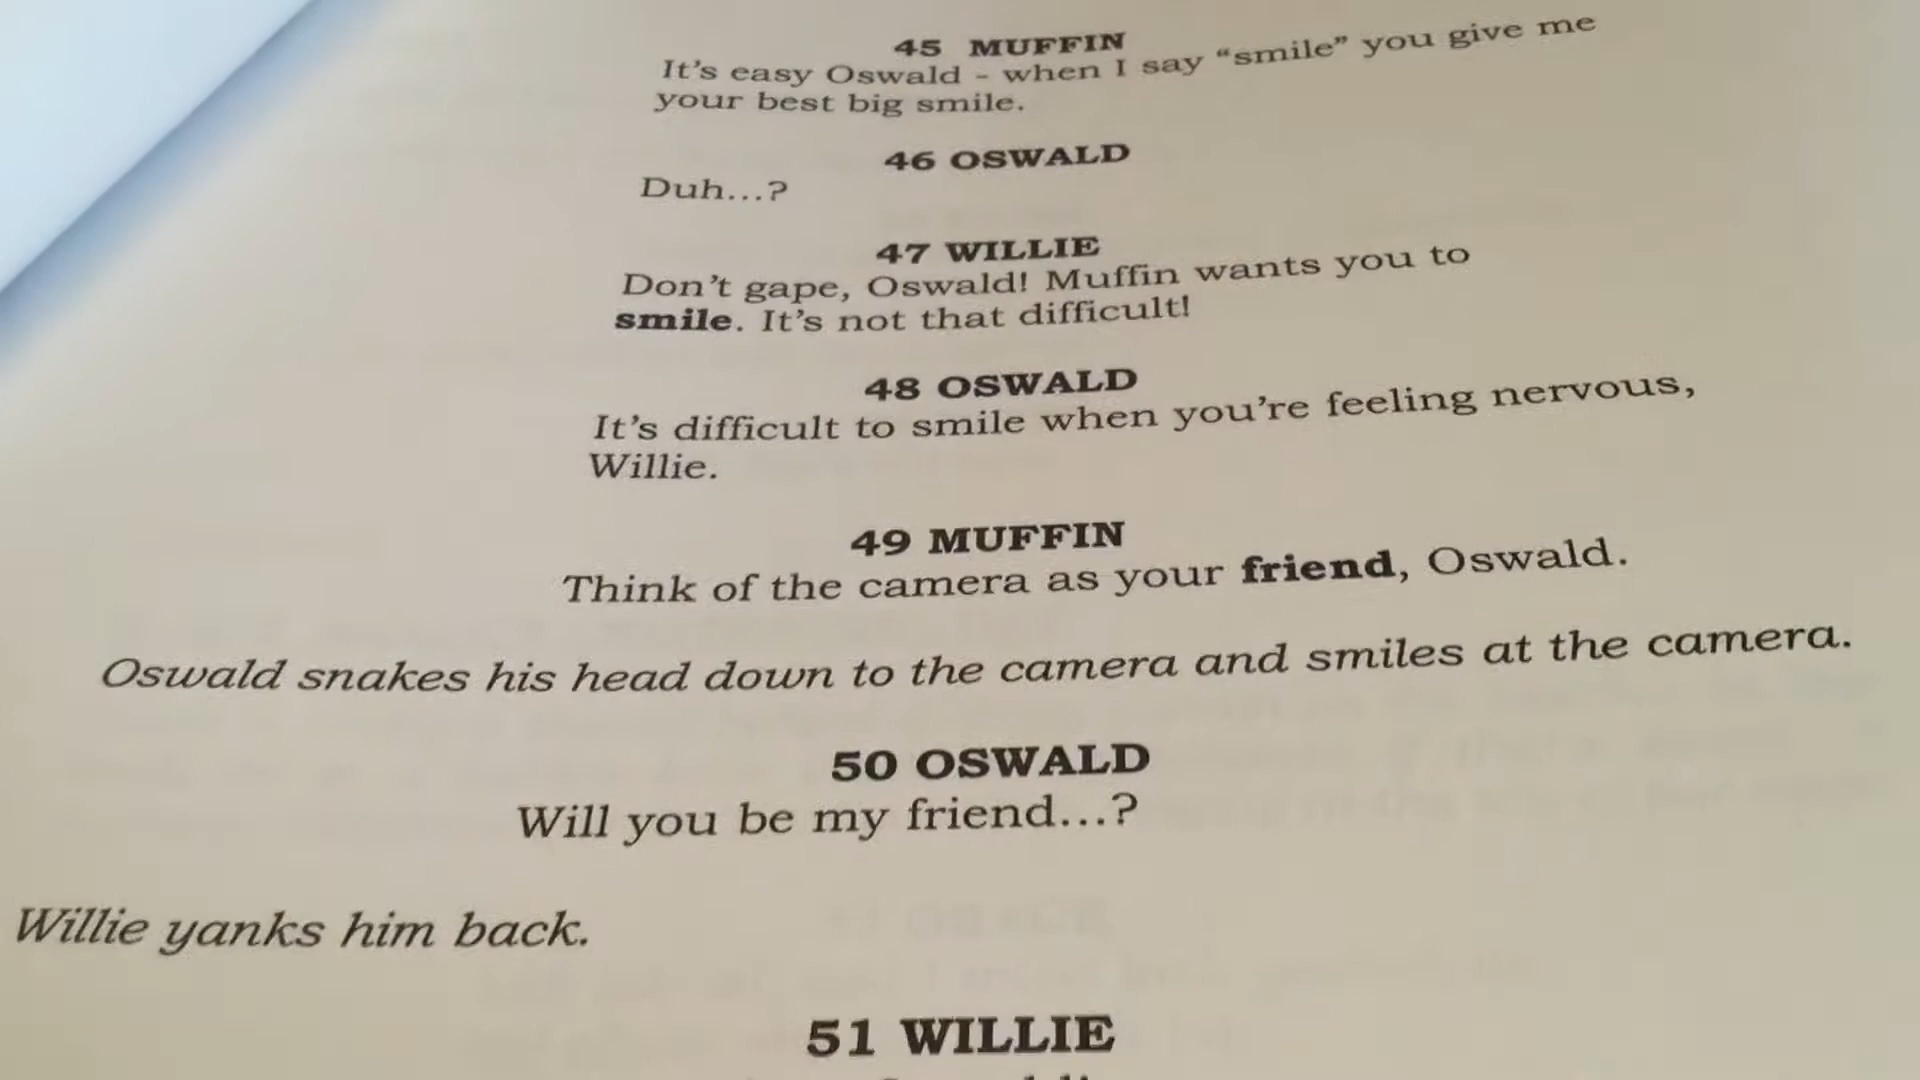 45 MUFFIN
It's easy Oswald - when I say "smile" you give me
your best big smile.
46 OSWALD
Duh...?
47 WILLIE
Don't gape, Oswald! Muffin wants you to
smile. It's not that difficult!
48 OSWALD
It's difficult to smile when you're feeling nervous,
Willie.
49 MUFFIN
Think of the camera as your friend, Oswald.
Oswald snakes his head down to the camera and smiles at the camera.
50 OSWALD
Will you be my friend...?
Willie yanks him back.
51 WILLIE